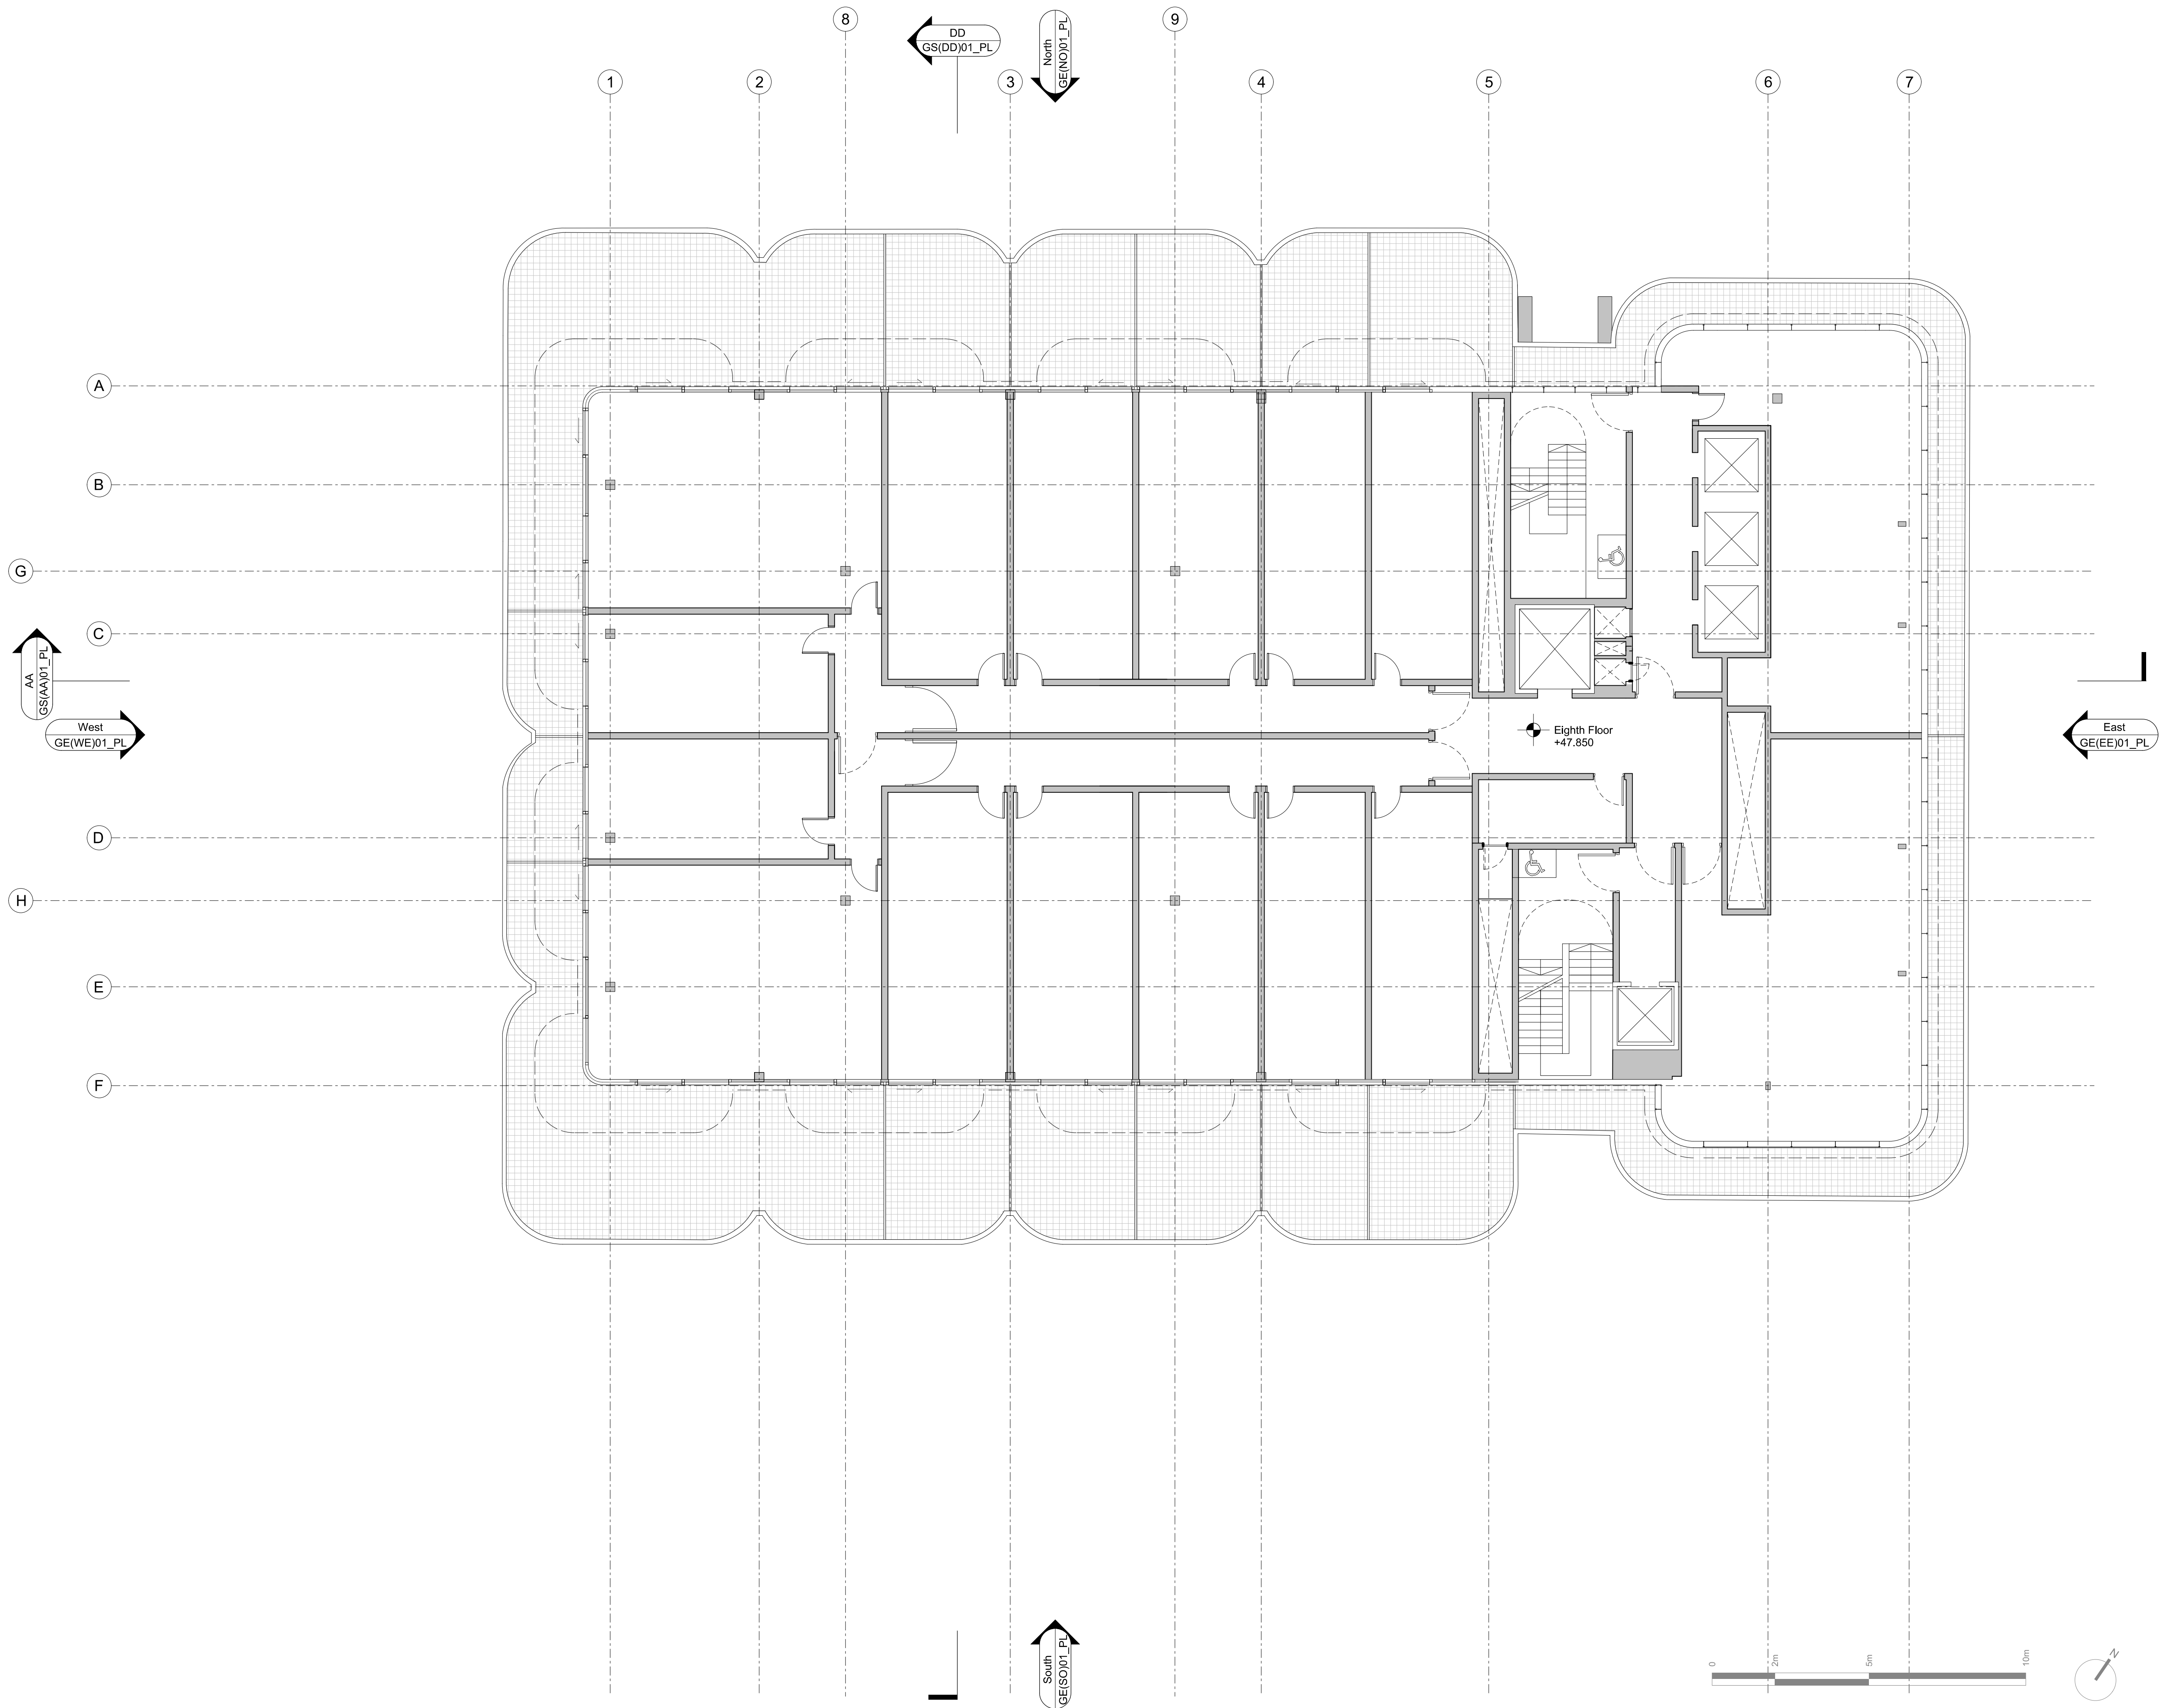 8
9
DD
GS(DD)01_PL
North
GE(NO)01_PL
1
2
3
4
5
6
7
A
B
G
C
AA
GS(AA)01_PL
West
GE(WE)01_PL
Eighth Floor
+47.850
East
GE(EE)01_PL
D
H
E
F
South
GE(SO)01_PL
0
2m
5m
10m
N